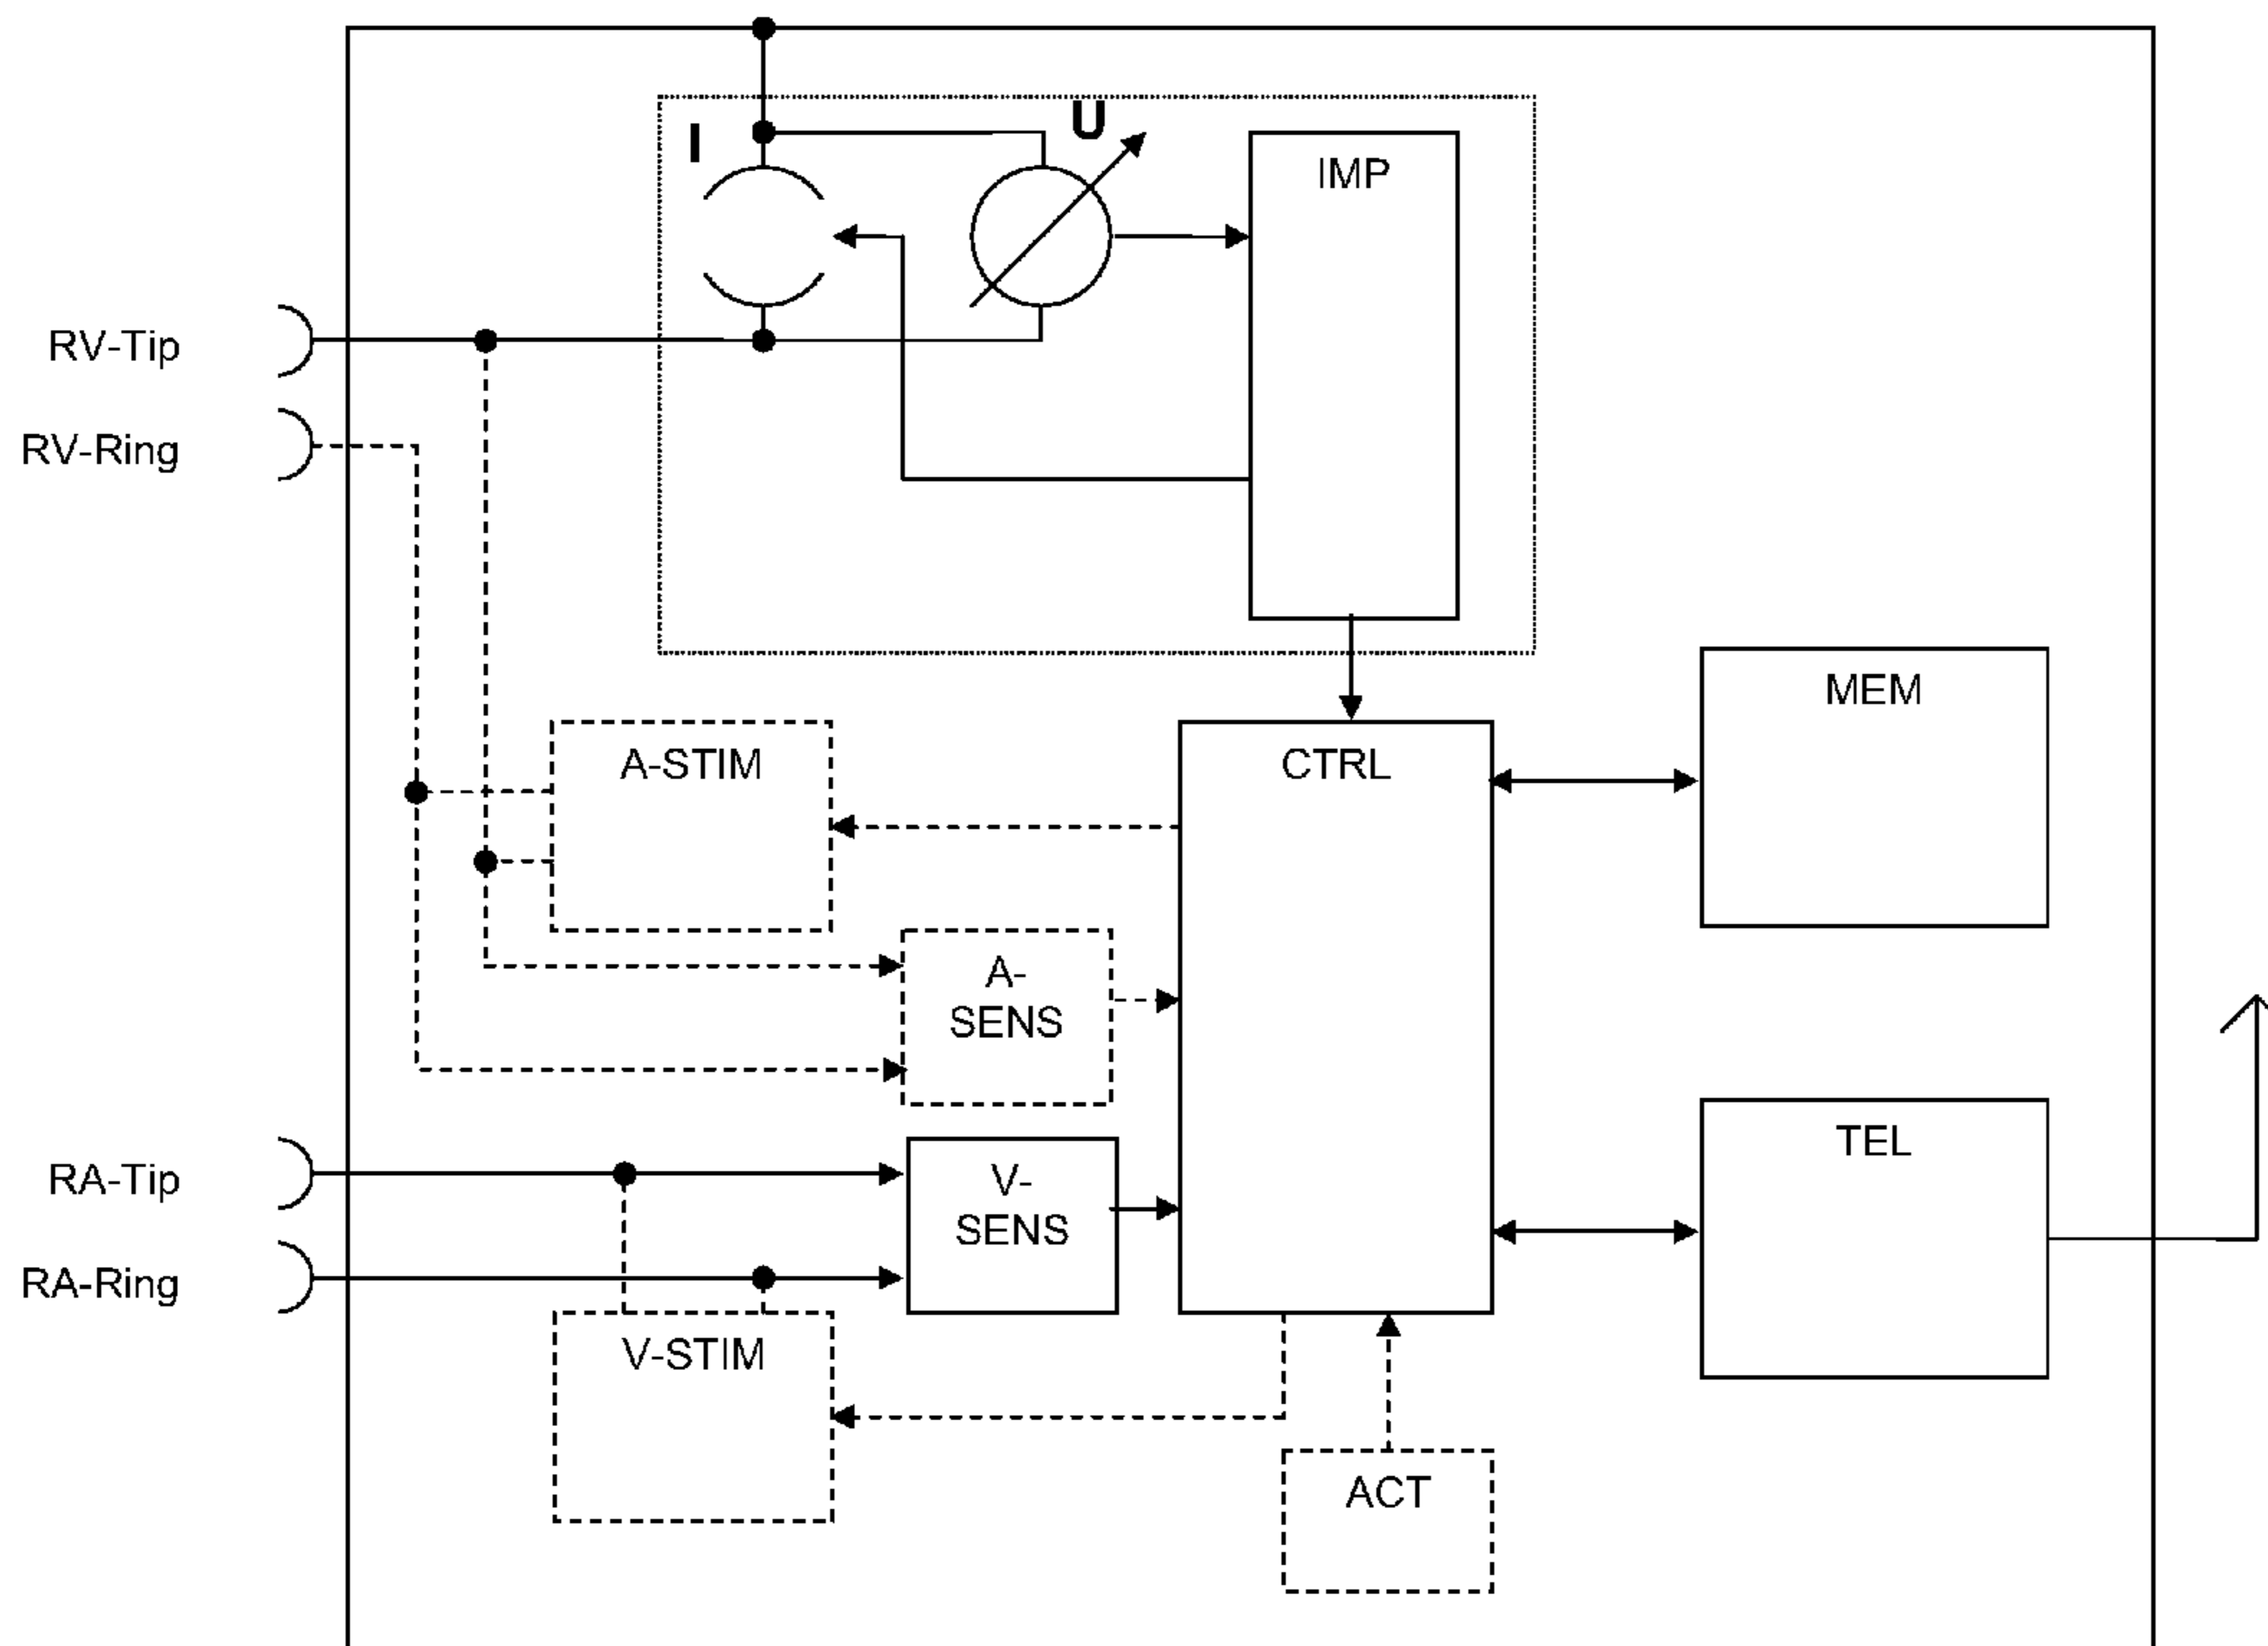 U
I
IMP
RV-Tip
RV-Ring
MEM
A-STIM
CTRL
A-
SENS
TEL
RA-Tip
V-
SENS
RA-Ring
V-STIM
ACT